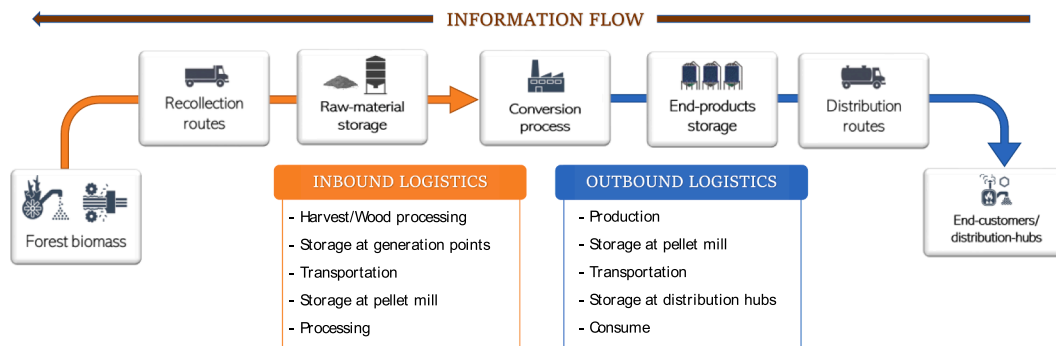 INFORMATION FLOW
Recollection
routes
Raw-material
storage
Conversion
process
End-products
storage
Distribution
routes
Forest biomass
INBOUND LOGISTICS
- Harvest/Wood processing
- Storage at generation points
- Transportation
- Storage at pellet mill
- Processing
OUTBOUND LOGISTICS
- Production
- Storage at pellet mill
- Transportation
- Storage at distribution hubs
- Consume
End-customers/
distribution-hubs